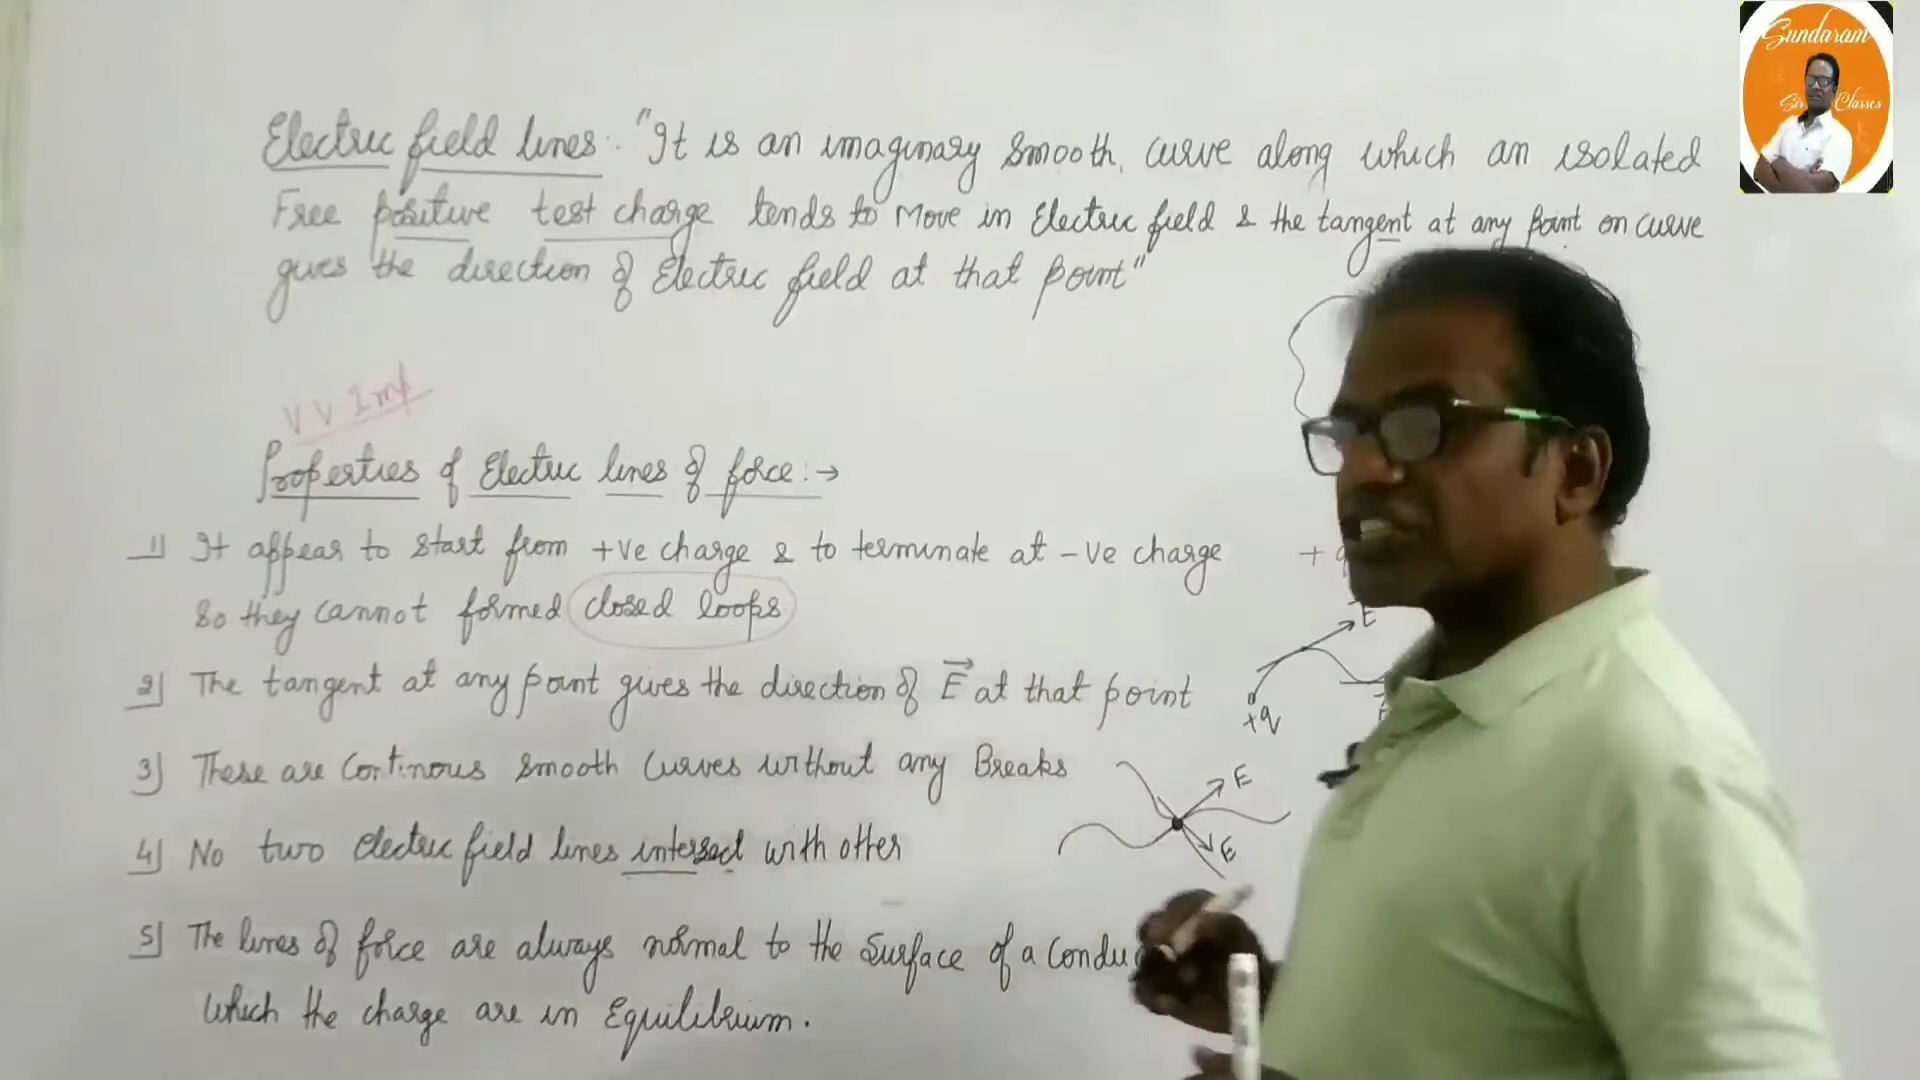 Sundaram
Sir Classes
Electric field lines: "It is an imaginary smooth, curve along which an isolated
Free positive test charge tends to Move in Electric field & the tangent at any point on curve
gives the direction of Electric field at that point"
V V Imp
Properties of Electric lines of force:→
1) It appear to start from +ve charge & to terminate at -ve charge
so they cannot formed closed loops
2) The tangent at any point gives the direction of E⃗ at that point
3) These are Continous smooth Curves without any Breaks
4) No two electric field lines intersect with other
5) The lines of force are always normal to the Surface of a Condu
which the charge are in Equilibrium.
+q
E
+q
E
E